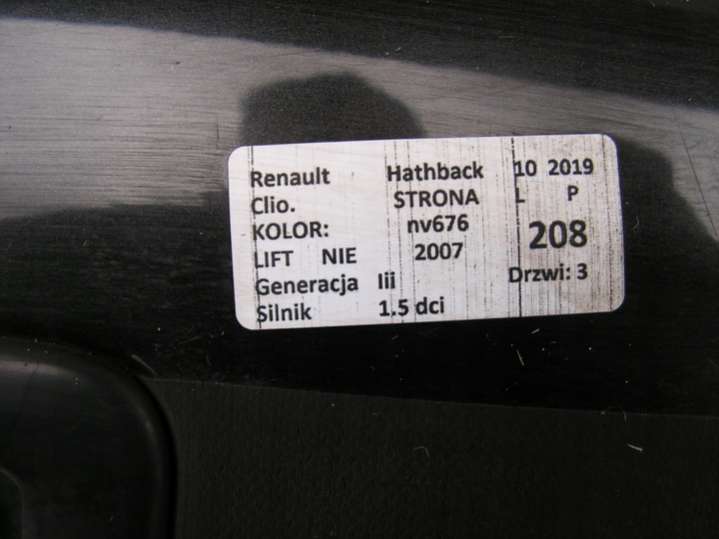 Renault Hathback 10 2019
Clio. STRONA L P
KOLOR: nv676 208
LIFT NIE 2007
Generacja Iii Drzwi: 3
Silnik 1.5 dci